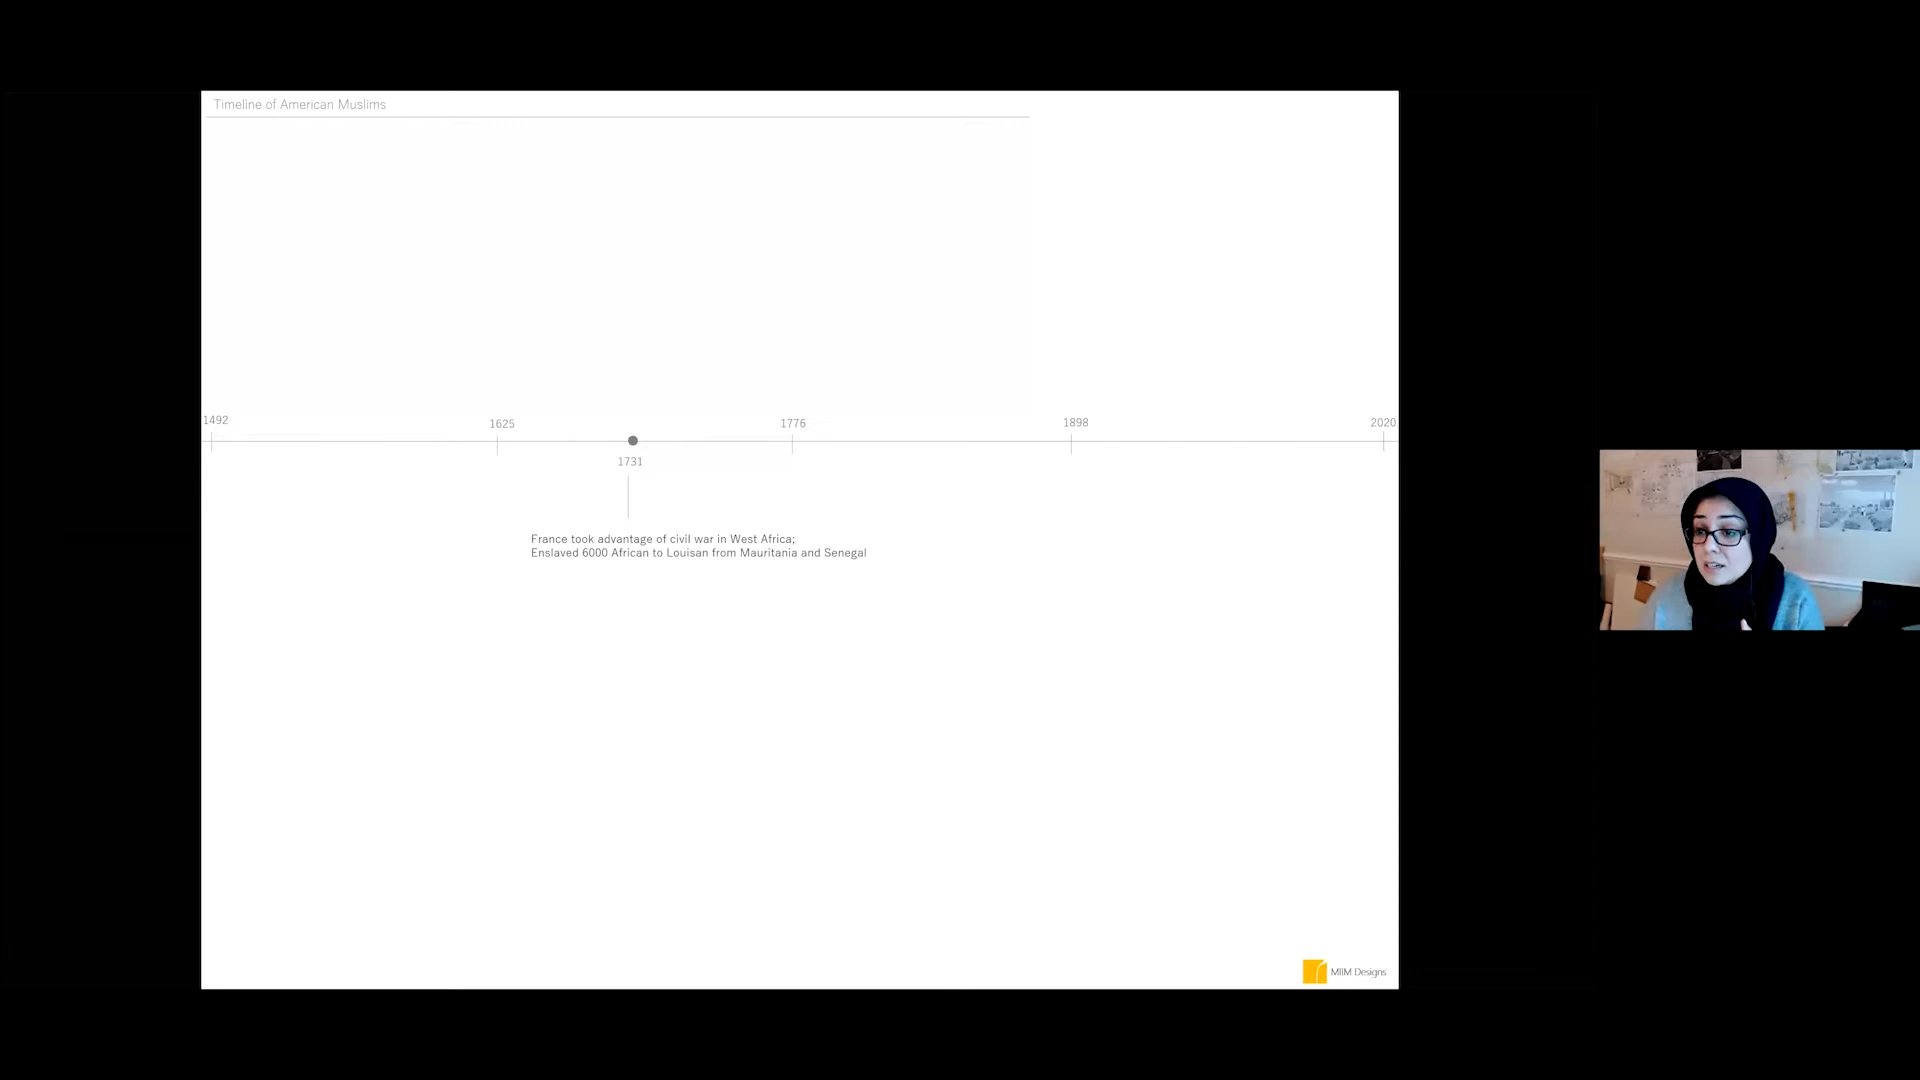 Timeline of American Muslims
1492
1625
1776
1898
2020
1731
France took advantage of civil war in West Africa;
Enslaved 6000 African to Louisan from Mauritania and Senegal
MIIM Designs